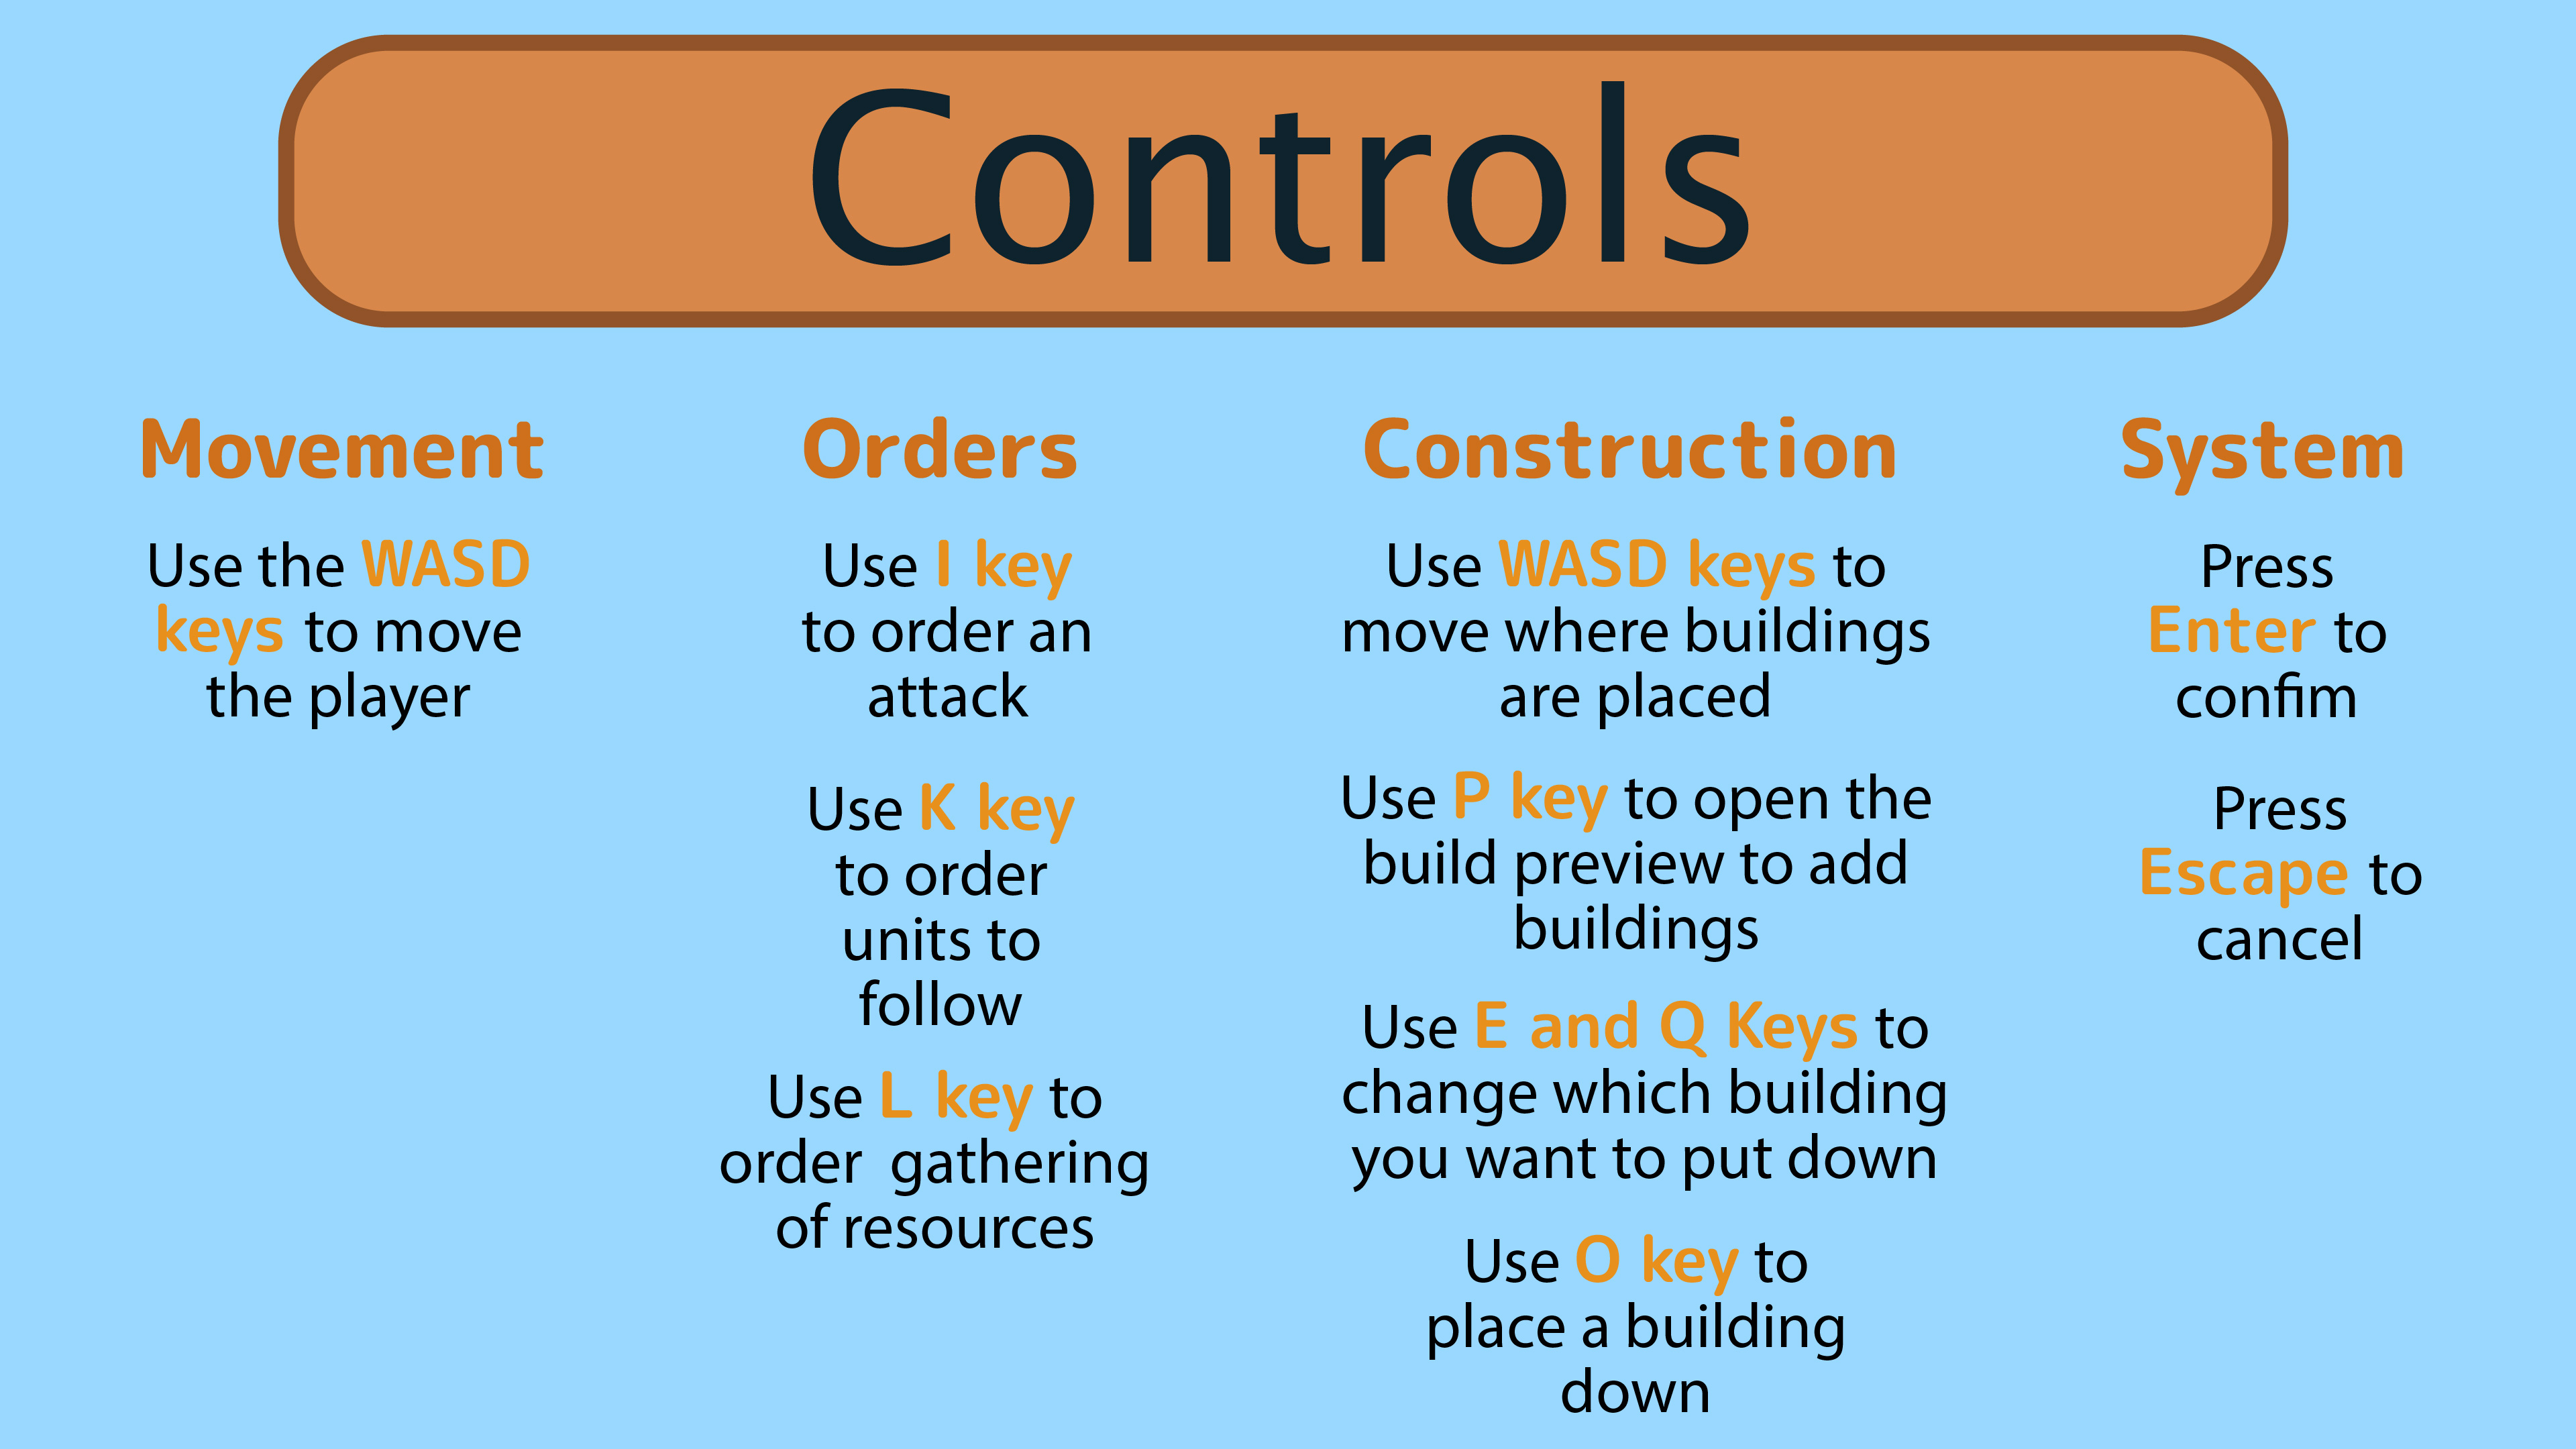 Controls
Movement
Use the WASD
keys to move
the player
Orders
Use I key
to order an
attack
Use K key
to order
units to
follow
Use L key to
order  gathering
of resources
Construction
Use WASD keys to
move where buildings
are placed
Use P key to open the
build preview to add
buildings
Use E and Q Keys to
change which building
you want to put down
Use O key to
place a building
down
System
Press
Enter to
confim
Press
Escape to
cancel